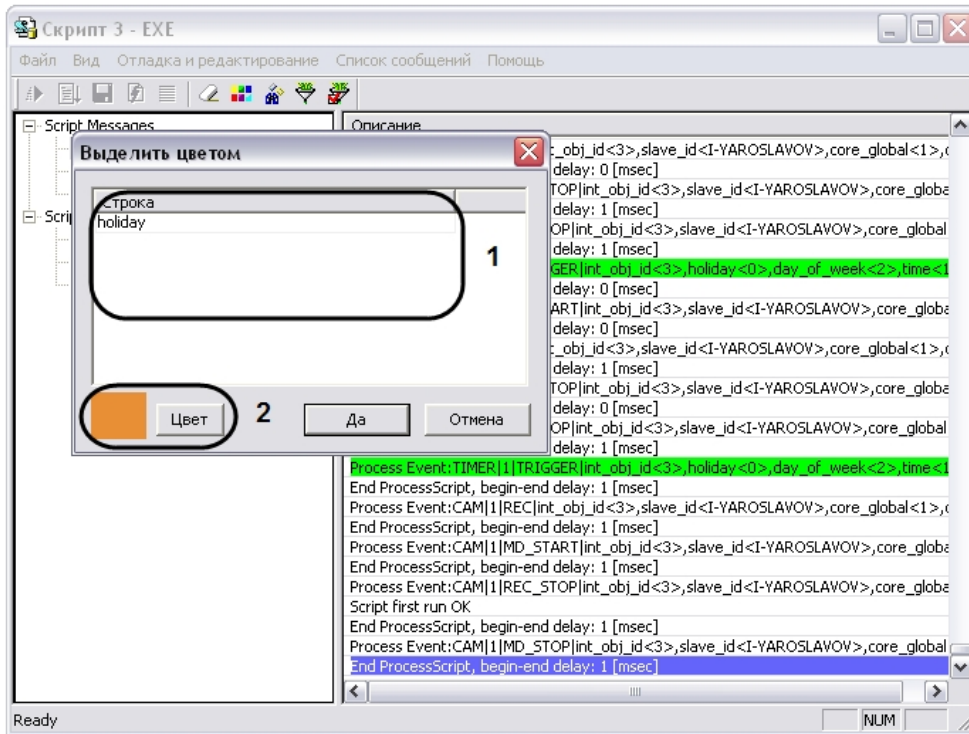 Скрипт 3 - EXE
Файл Вид Отладка и редактирование Список сообщений Помощь
Script Messages
Описание
Выделить цветом
Строка
holiday
1
2
Цвет
Да
Отмена
_obj_id<3>,slave_id<I-YAROSLAVOV>,core_global<1>,
delay: 0 [msec]
TOP|int_obj_id<3>,slave_id<I-YAROSLAVOV>,core_globa
delay: 1 [msec]
OP|int_obj_id<3>,slave_id<I-YAROSLAVOV>,core_global
delay: 1 [msec]
GER|int_obj_id<3>,holiday<0>,day_of_week<2>,time<1
delay: 0 [msec]
ART|int_obj_id<3>,slave_id<I-YAROSLAVOV>,core_globa
delay: 0 [msec]
_obj_id<3>,slave_id<I-YAROSLAVOV>,core_global<1>,
delay: 1 [msec]
TOP|int_obj_id<3>,slave_id<I-YAROSLAVOV>,core_globa
delay: 0 [msec]
OP|int_obj_id<3>,slave_id<I-YAROSLAVOV>,core_global
delay: 1 [msec]
Process Event:TIMER|1|TRIGGER|int_obj_id<3>,holiday<0>,day_of_week<2>,time<1
End ProcessScript, begin-end delay: 1 [msec]
Process Event:CAM|1|REC|int_obj_id<3>,slave_id<I-YAROSLAVOV>,core_global<1>,
End ProcessScript, begin-end delay: 1 [msec]
Process Event:CAM|1|MD_START|int_obj_id<3>,slave_id<I-YAROSLAVOV>,core_globa
End ProcessScript, begin-end delay: 1 [msec]
Process Event:CAM|1|REC_STOP|int_obj_id<3>,slave_id<I-YAROSLAVOV>,core_globa
Script first run OK
End ProcessScript, begin-end delay: 1 [msec]
Process Event:CAM|1|MD_STOP|int_obj_id<3>,slave_id<I-YAROSLAVOV>,core_global
End ProcessScript, begin-end delay: 1 [msec]
Ready
NUM